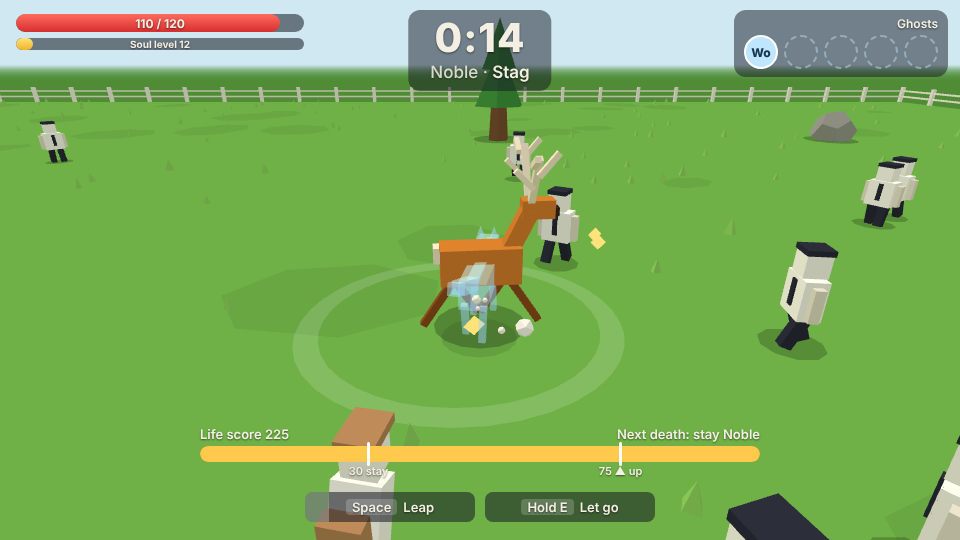 110 / 120
Soul level 12
0:14
Noble · Stag
Ghosts
Wo
Life score 225
Next death: stay Noble
30 stay
75 ▲ up
Space Leap
Hold E Let go